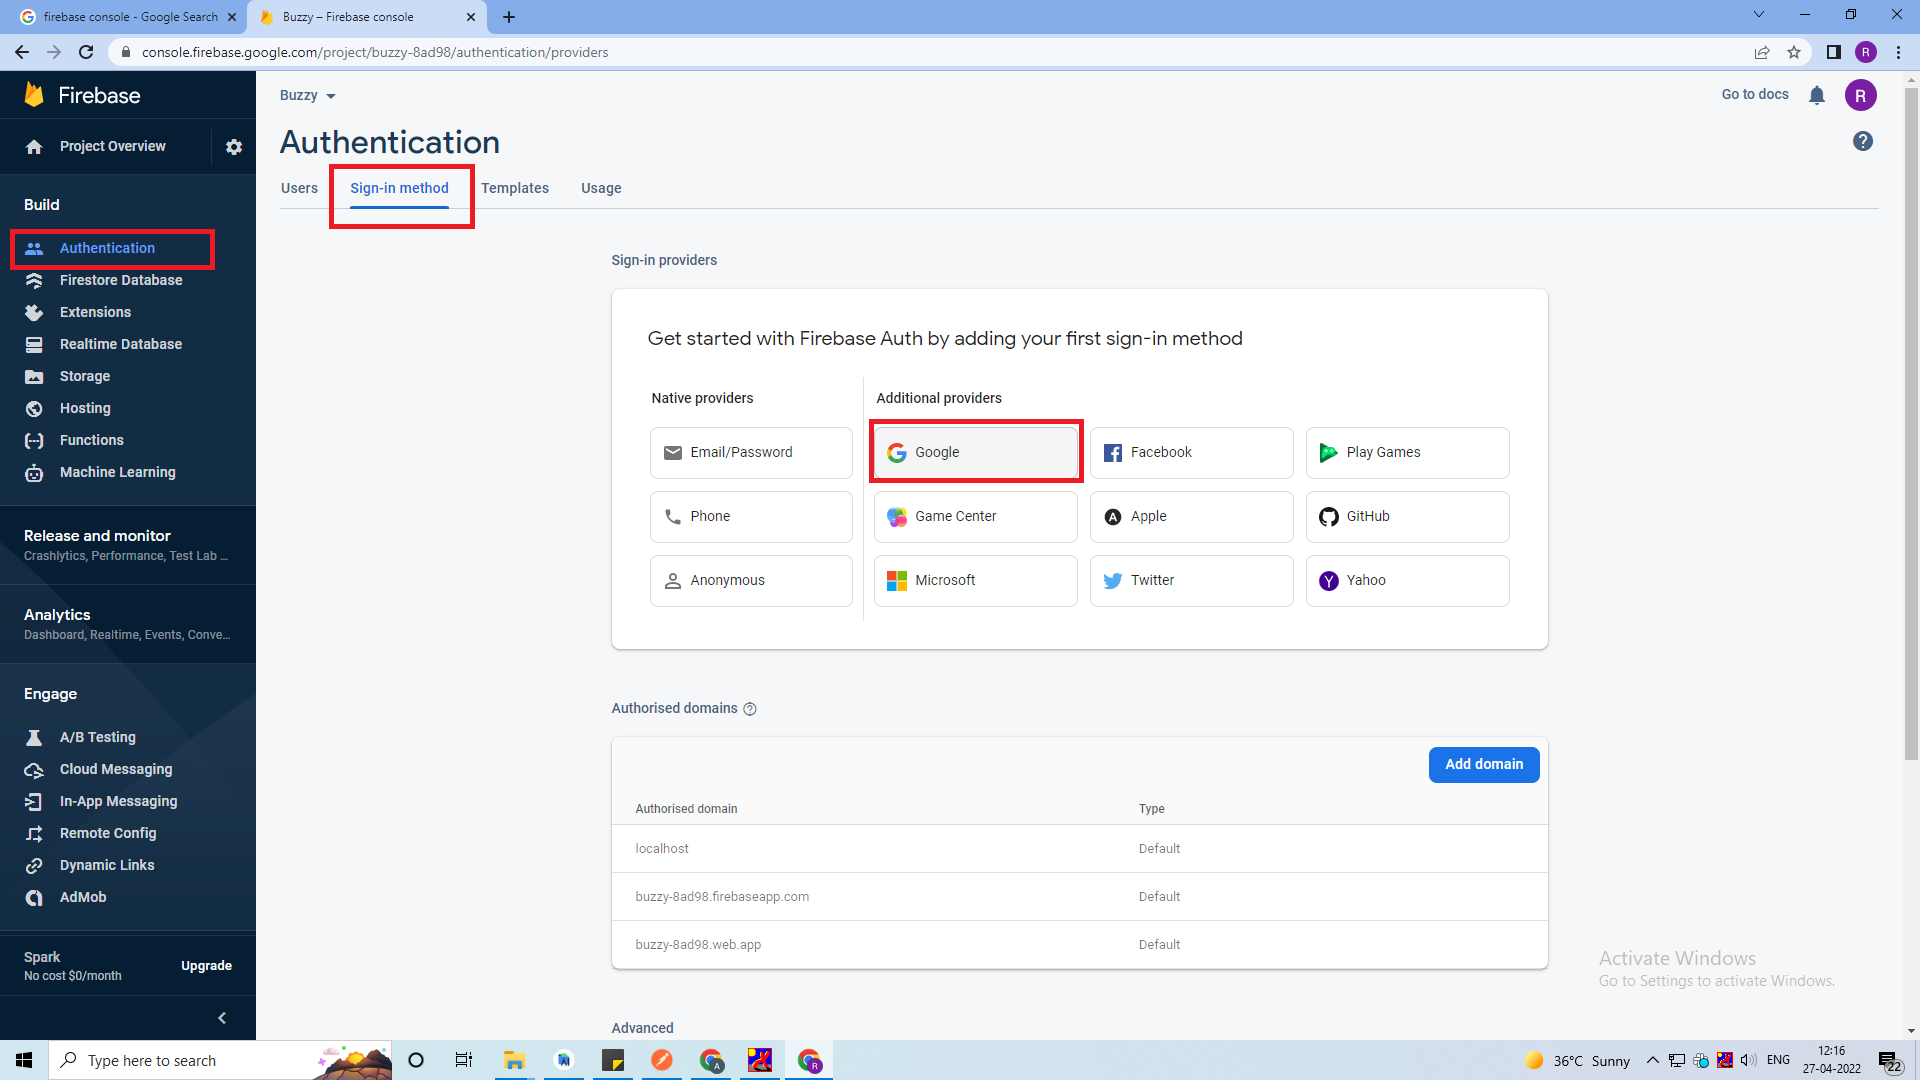 firebase console - Google Search
Buzzy – Firebase console
console.firebase.google.com/project/buzzy-8ad98/authentication/providers
R
Firebase
Buzzy
Go to docs
R
Project Overview
Authentication
Users
Sign-in method
Templates
Usage
Build
Authentication
Firestore Database
Extensions
Realtime Database
Storage
Hosting
Functions
Machine Learning
Release and monitor
Crashlytics, Performance, Test Lab ...
Analytics
Dashboard, Realtime, Events, Conve...
Engage
A/B Testing
Cloud Messaging
In-App Messaging
Remote Config
Dynamic Links
AdMob
Spark
No cost $0/month
Upgrade
Sign-in providers
Get started with Firebase Auth by adding your first sign-in method
Native providers
Additional providers
Email/Password
Google
Facebook
Play Games
Phone
Game Center
Apple
GitHub
Anonymous
Microsoft
Twitter
Yahoo
Authorised domains
Add domain
Authorised domain
Type
localhost
Default
buzzy-8ad98.firebaseapp.com
Default
buzzy-8ad98.web.app
Default
Advanced
Activate Windows
Go to Settings to activate Windows.
Type here to search
36°C Sunny
ENG
12:16
27-04-2022
22